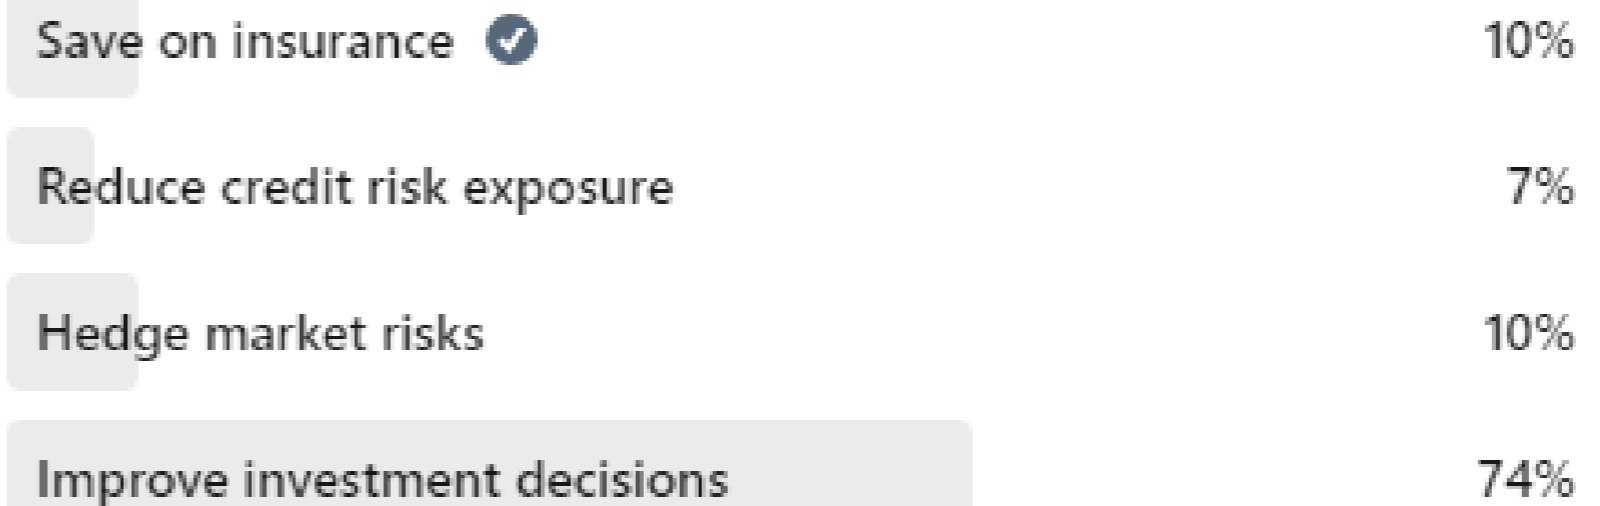 Save on insurance 10%
Reduce credit risk exposure 7%
Hedge market risks 10%
Improve investment decisions 74%